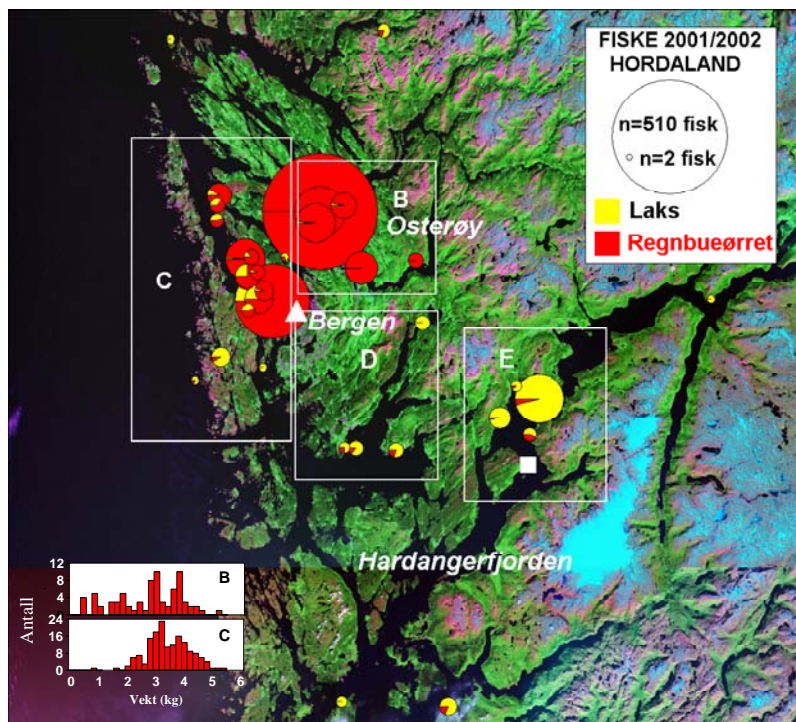 FISKE 2001/2002
HORDALAND
n=510 fisk
n=2 fisk
Laks
Regnbueørret
B
Osterøy
C
Bergen
D
E
Hardangerfjorden
12
8
4
0
B
24
16
8
0
C
Antall
0 1 2 3 4 5 6
Vekt (kg)